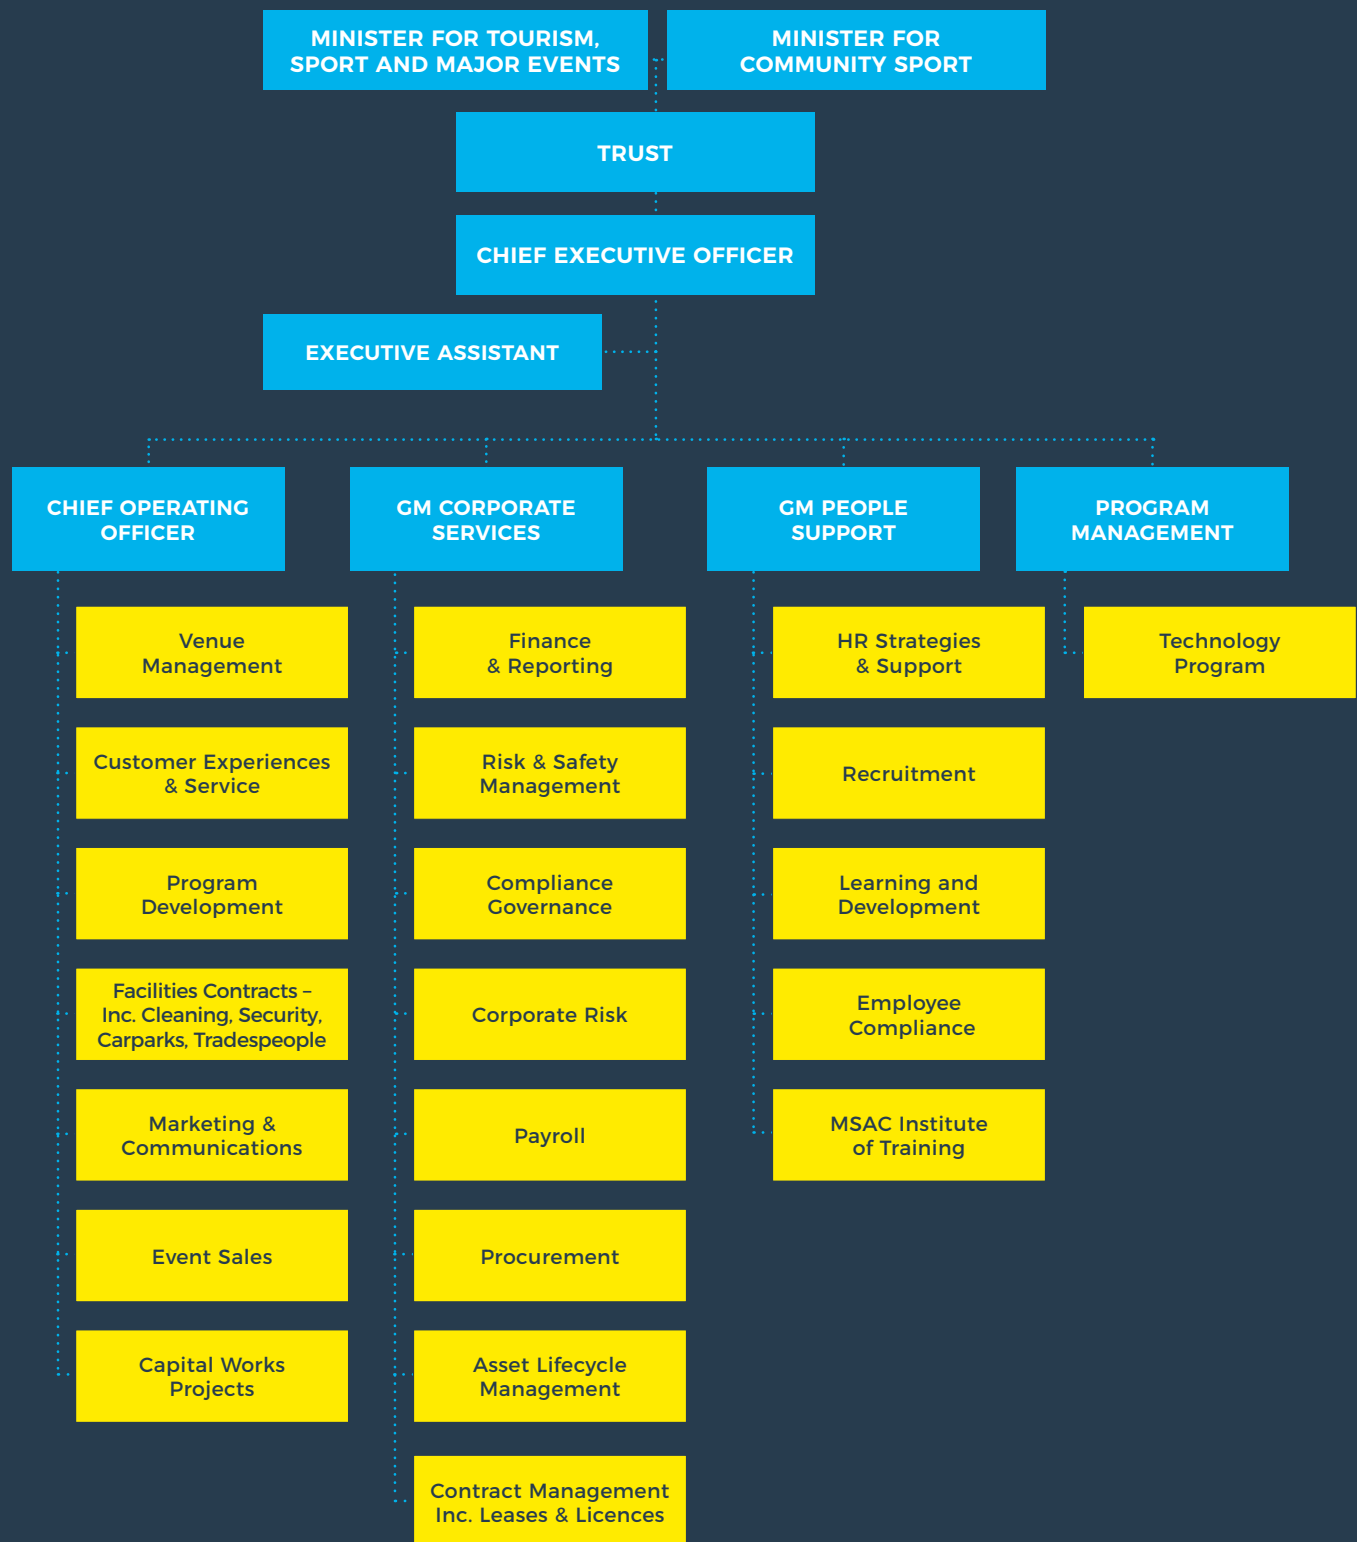 MINISTER FOR TOURISM,
SPORT AND MAJOR EVENTS
MINISTER FOR
COMMUNITY SPORT
TRUST
CHIEF EXECUTIVE OFFICER
EXECUTIVE ASSISTANT
CHIEF OPERATING
OFFICER
GM CORPORATE
SERVICES
GM PEOPLE
SUPPORT
PROGRAM
MANAGEMENT
Venue
Management
Customer Experiences
& Service
Program
Development
Facilities Contracts –
Inc. Cleaning, Security,
Carparks, Tradespeople
Marketing &
Communications
Event Sales
Capital Works
Projects
Finance
& Reporting
Risk & Safety
Management
Compliance
Governance
Corporate Risk
Payroll
Procurement
Asset Lifecycle
Management
Contract Management
Inc. Leases & Licences
HR Strategies
& Support
Recruitment
Learning and
Development
Employee
Compliance
MSAC Institute
of Training
Technology
Program